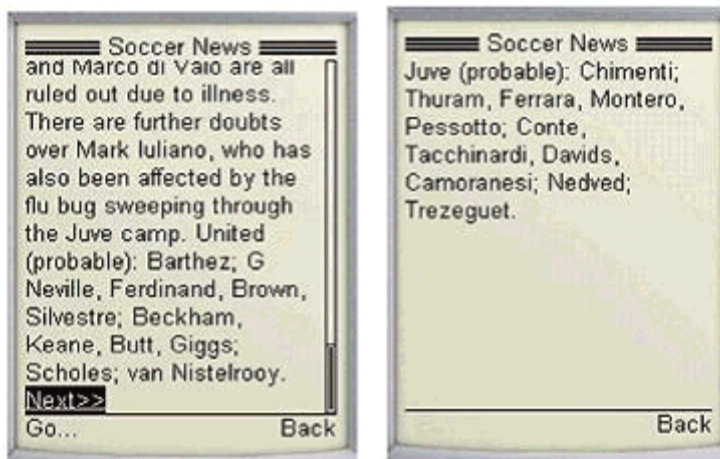 Soccer News
and Marco di Vaio are all
ruled out due to illness.
There are further doubts
over Mark Iuliano, who has
also been affected by the
flu bug sweeping through
the Juve camp. United
(probable): Barthez; G
Neville, Ferdinand, Brown,
Silvestre; Beckham,
Keane, Butt, Giggs;
Scholes; van Nistelrooy.
Next>>
Go... Back
Soccer News
Juve (probable): Chimenti;
Thuram, Ferrara, Montero,
Pessotto; Conte,
Tacchinardi, Davids,
Camoranesi; Nedved;
Trezeguet.
Back